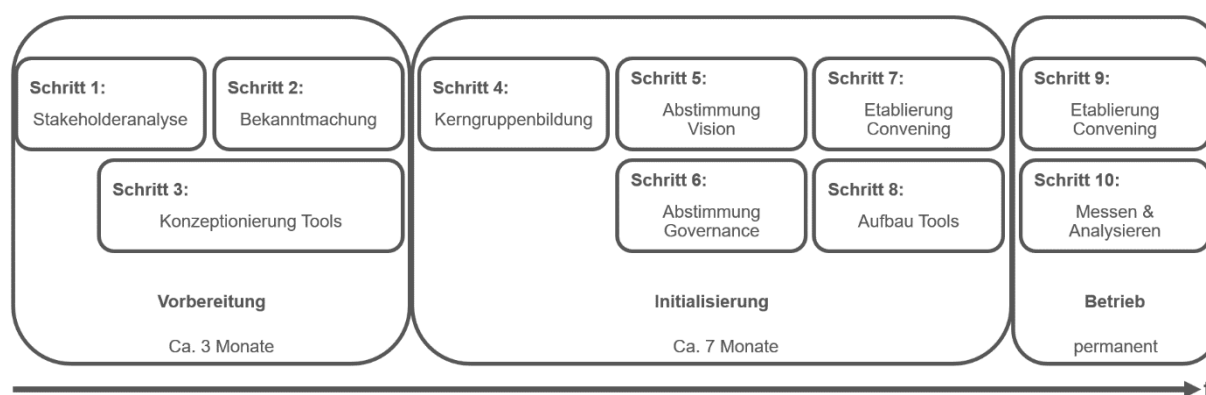 Schritt 1:
Stakeholderanalyse
Schritt 2:
Bekanntmachung
Schritt 3:
Konzeptionierung Tools
Vorbereitung
Ca. 3 Monate
Schritt 4:
Kerngruppenbildung
Schritt 5:
Abstimmung
Vision
Schritt 6:
Abstimmung
Governance
Schritt 7:
Etablierung
Convening
Schritt 8:
Aufbau Tools
Initialisierung
Ca. 7 Monate
Schritt 9:
Etablierung
Convening
Schritt 10:
Messen &
Analysieren
Betrieb
permanent
t